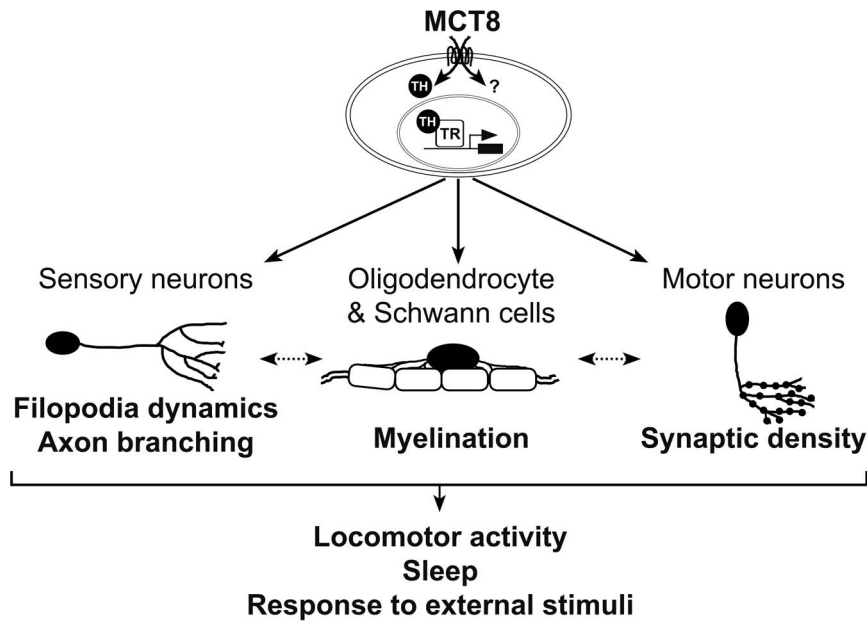 MCT8
TH
?
TH
TR
Sensory neurons
Oligodendrocyte
& Schwann cells
Motor neurons
Filopodia dynamics
Axon branching
Myelination
Synaptic density
Locomotor activity
Sleep
Response to external stimuli